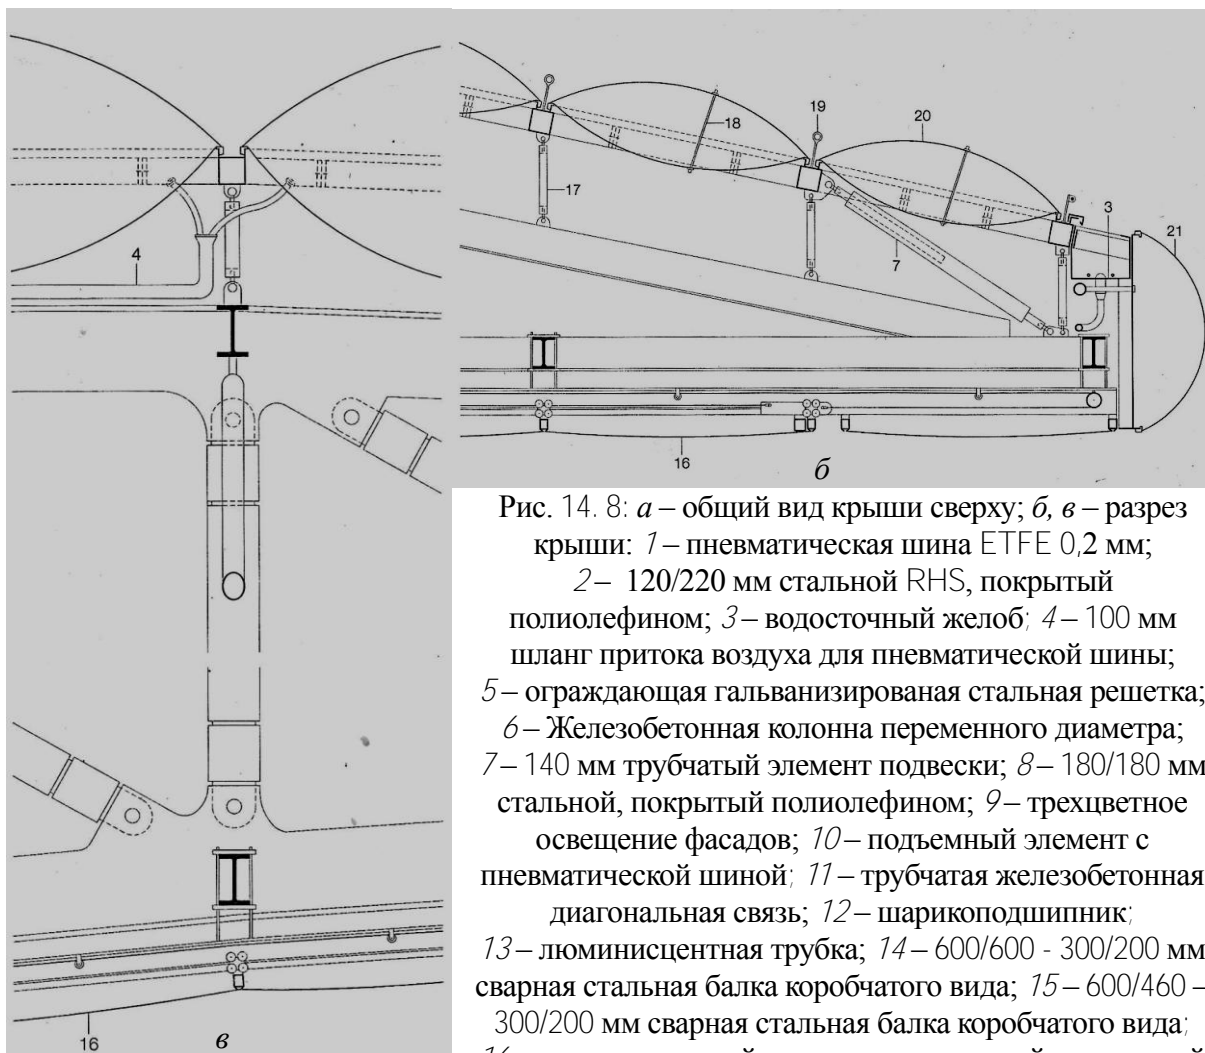 4
16
в
18
19
20
17
7
3
21
16
б
Рис. 14. 8: а – общий вид крыши сверху; б, в – разрез
крыши: 1 – пневматическая шина ETFE 0,2 мм;
2 – 120/220 мм стальной RHS, покрытый
полиолефином; 3 – водосточный желоб; 4 – 100 мм
шланг притока воздуха для пневматической шины;
5 – ограждающая гальванизированая стальная решетка;
6 – Железобетонная колонна переменного диаметра;
7 – 140 мм трубчатый элемент подвески; 8 – 180/180 мм
стальной, покрытый полиолефином; 9 – трехцветное
освещение фасадов; 10 – подъемный элемент с
пневматической шиной; 11 – трубчатая железобетонная
диагональная связь; 12 – шарикоподшипник;
13 – люминисцентная трубка; 14 – 600/600 - 300/200 мм
сварная стальная балка коробчатого вида; 15 – 600/460 –
300/200 мм сварная стальная балка коробчатого вида;